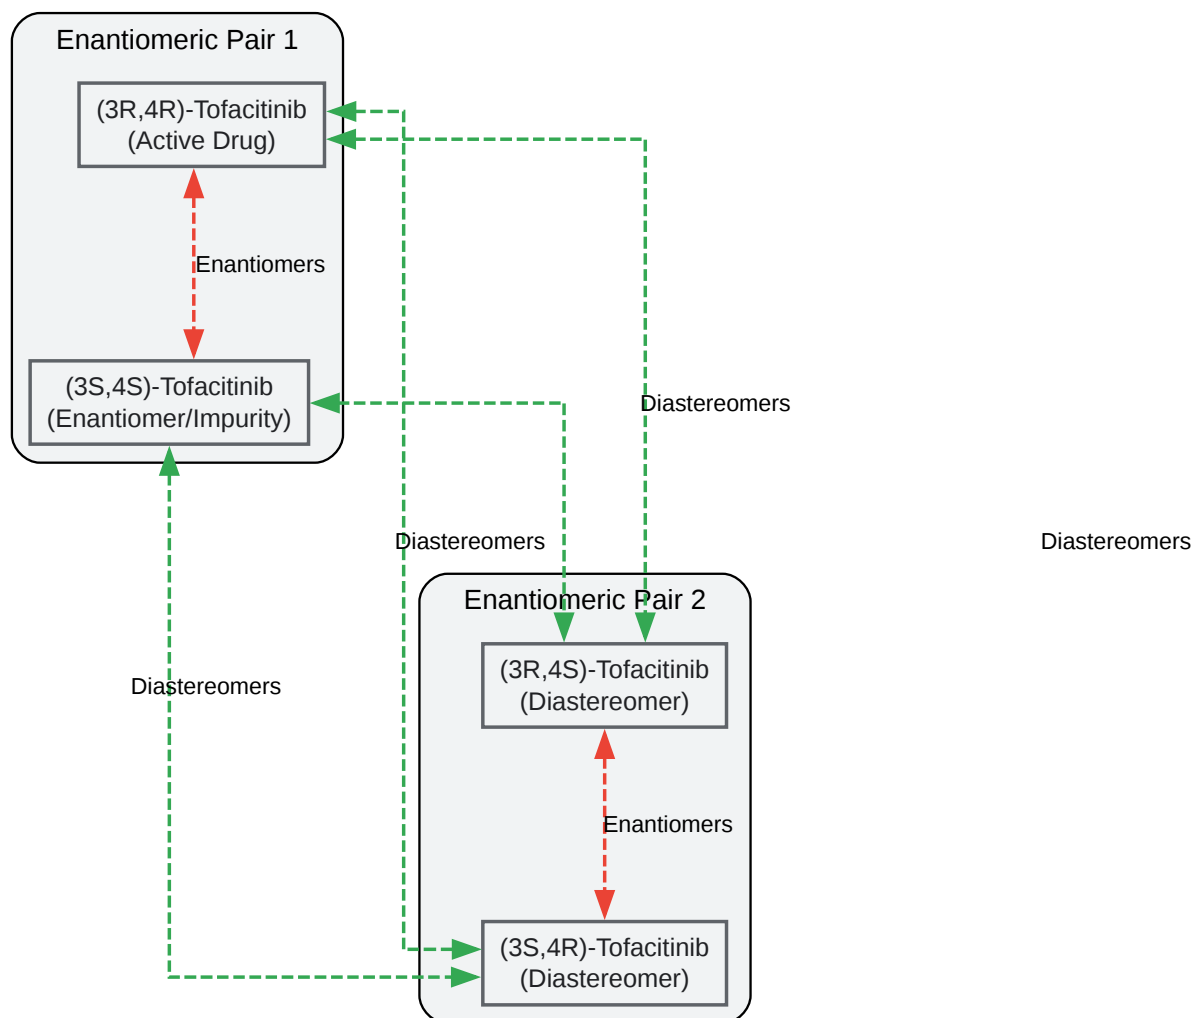 Enantiomeric Pair 1
(3R,4R)-Tofacitinib
(Active Drug)
Enantiomers
(3S,4S)-Tofacitinib
(Enantiomer/Impurity)
Diastereomers
Diastereomers
Diastereomers
Enantiomeric Pair 2
(3R,4S)-Tofacitinib
(Diastereomer)
Diastereomers
Enantiomers
(3S,4R)-Tofacitinib
(Diastereomer)